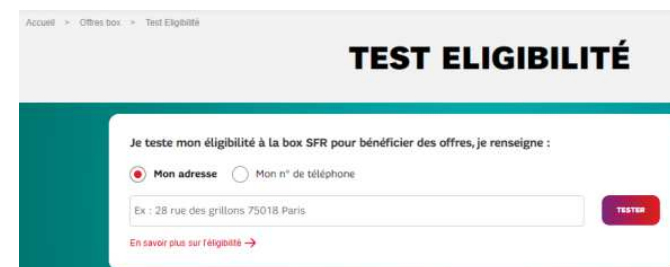 Accueil > Offres box > Test Eligibilité
TEST ELIGIBILITÉ
Je teste mon éligibilité à la box SFR pour bénéficier des offres, je renseigne :
Mon adresse Mon n° de téléphone
Ex : 28 rue des grillons 75018 Paris
TESTER
En savoir plus sur l'éligibilité →